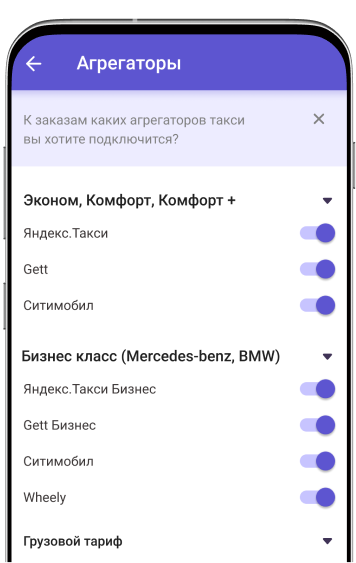 Агрегаторы
К заказам каких агрегаторов такси
вы хотите подключится?
Эконом, Комфорт, Комфорт +
Яндекс.Такси
Gett
Ситимобил
Бизнес класс (Mercedes-benz, BMW)
Яндекс.Такси Бизнес
Gett Бизнес
Ситимобил
Wheely
Грузовой тариф